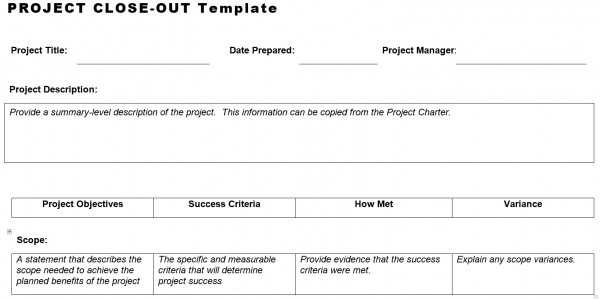 PROJECT CLOSE-OUT Template
Project Title: Date Prepared: Project Manager:
Project Description:
Provide a summary-level description of the project. This information can be copied from the Project Charter.
Project Objectives Success Criteria How Met Variance
Scope:
A statement that describes the scope needed to achieve the planned benefits of the project
The specific and measurable criteria that will determine project success
Provide evidence that the success criteria were met.
Explain any scope variances.